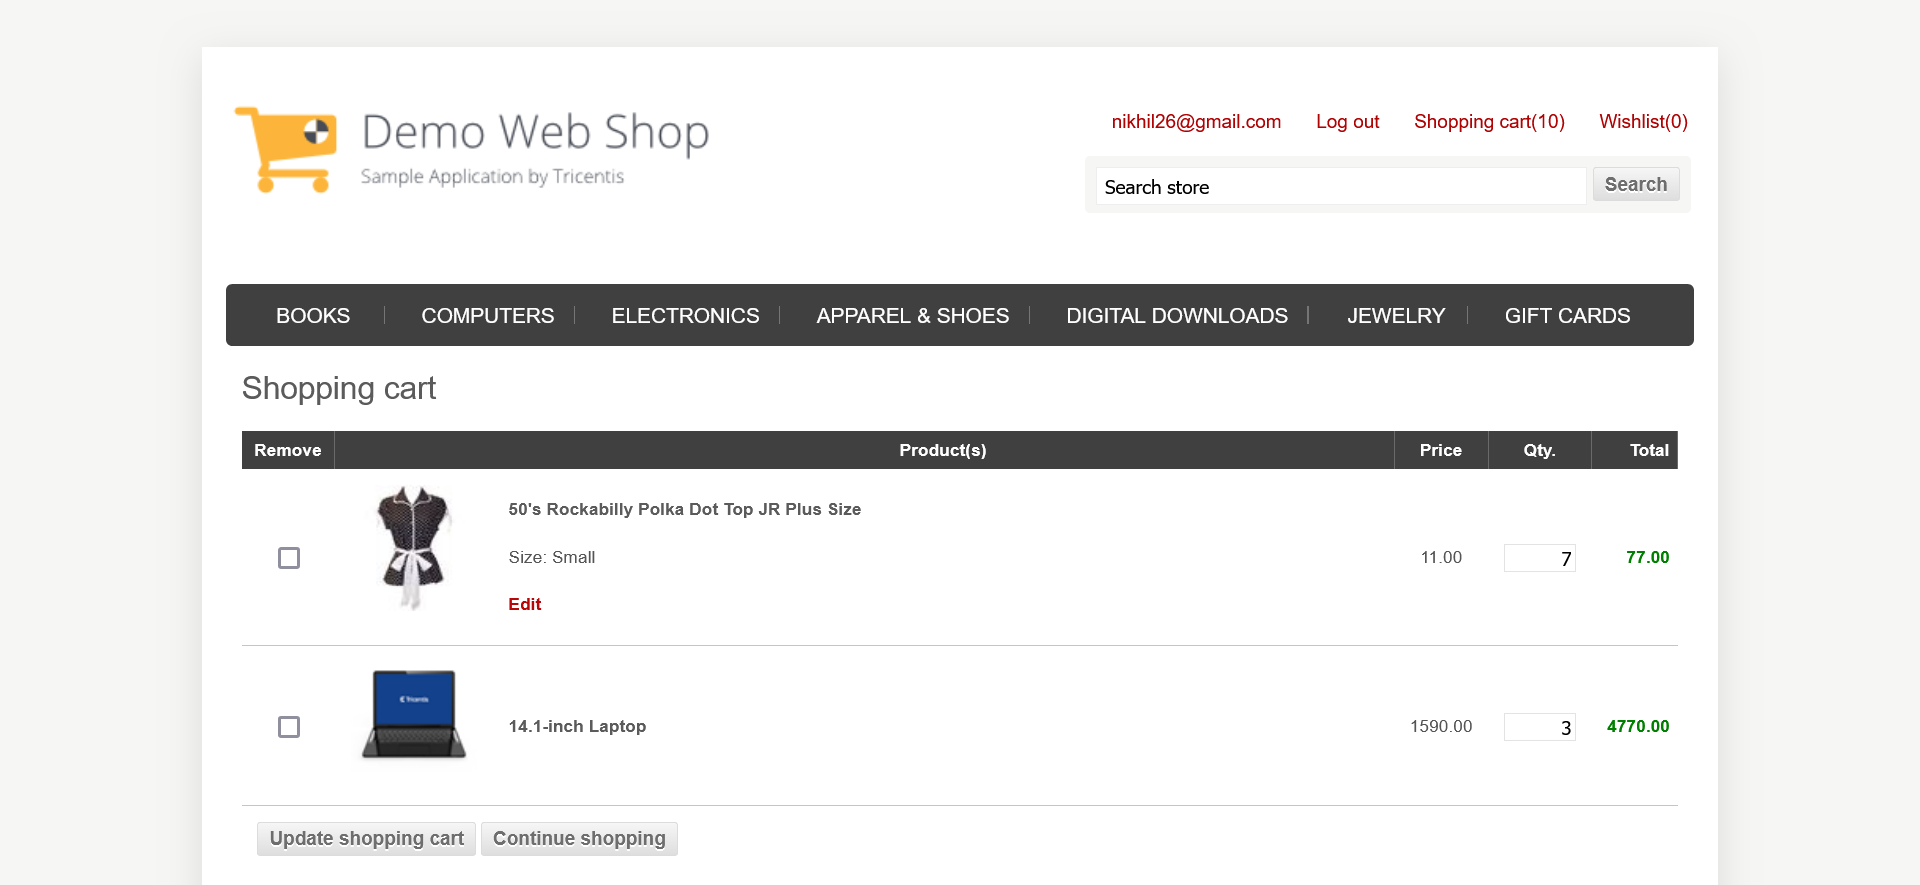 Demo Web Shop
Sample Application by Tricentis
nikhil26@gmail.com Log out Shopping cart(10) Wishlist(0)
Search store Search
BOOKS COMPUTERS ELECTRONICS APPAREL & SHOES DIGITAL DOWNLOADS JEWELRY GIFT CARDS
Shopping cart
Remove Product(s) Price Qty. Total
50's Rockabilly Polka Dot Top JR Plus Size
Size: Small 11.00 7 77.00
Edit
Tricentis
14.1-inch Laptop 1590.00 3 4770.00
Update shopping cart Continue shopping